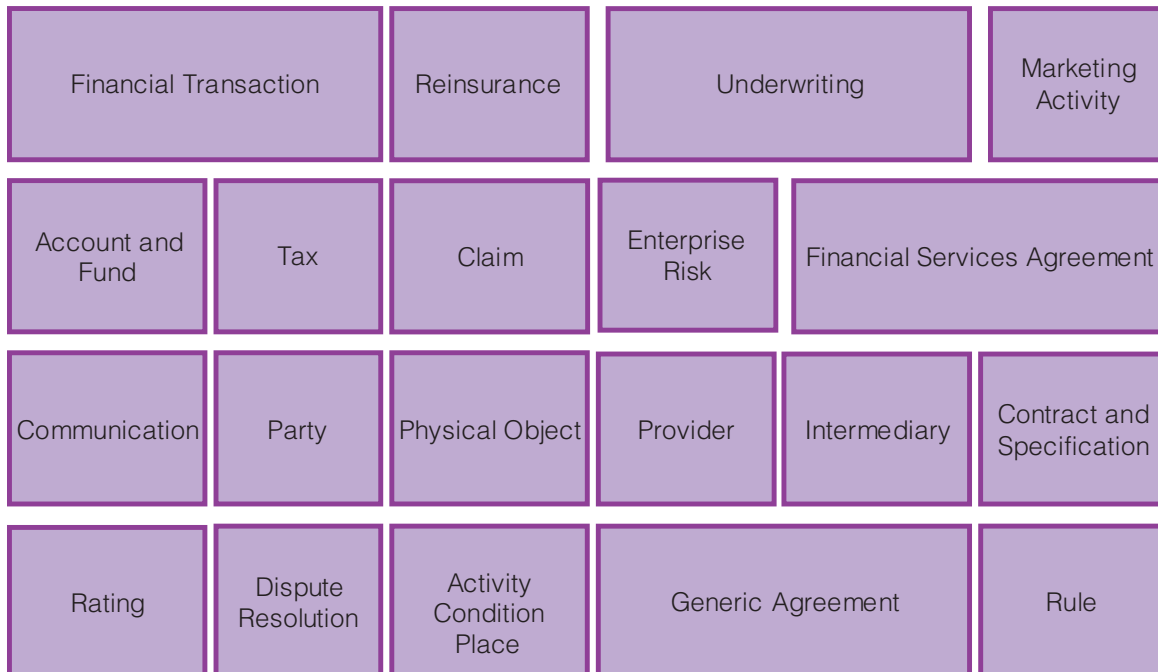 Financial Transaction
Reinsurance
Underwriting
Marketing
Activity
Account and
Fund
Tax
Claim
Enterprise
Risk
Financial Services Agreement
Communication
Party
Physical Object
Provider
Intermediary
Contract and
Specification
Rating
Dispute
Resolution
Activity
Condition
Place
Generic Agreement
Rule